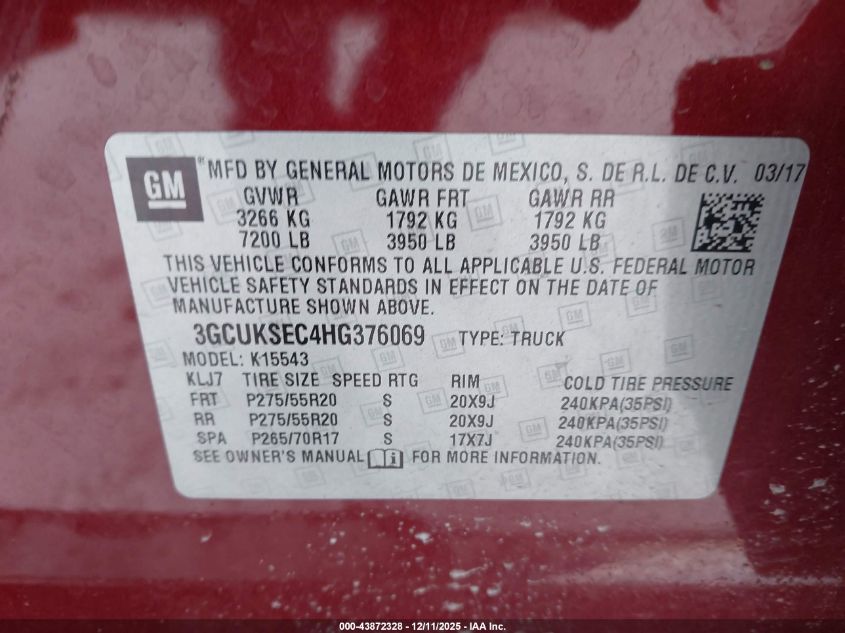 GM
® MFD BY GENERAL MOTORS DE MEXICO, S. DE R.L. DE C.V. 03/17
GVWR GAWR FRT GAWR RR
3266 KG 1792 KG 1792 KG
7200 LB 3950 LB 3950 LB
THIS VEHICLE CONFORMS TO ALL APPLICABLE U.S. FEDERAL MOTOR
VEHICLE SAFETY STANDARDS IN EFFECT ON THE DATE OF
MANUFACTURE SHOWN ABOVE.
3GCUKSEC4HG376069 TYPE: TRUCK
MODEL: K15543
KLJ7 TIRE SIZE SPEED RTG RIM COLD TIRE PRESSURE
FRT P275/55R20 S 20X9J 240KPA(35PSI)
RR P275/55R20 S 20X9J 240KPA(35PSI)
SPA P265/70R17 S 17X7J 240KPA(35PSI)
SEE OWNER'S MANUAL i FOR MORE INFORMATION.
000-43872328 - 12/11/2025 - IAA Inc.